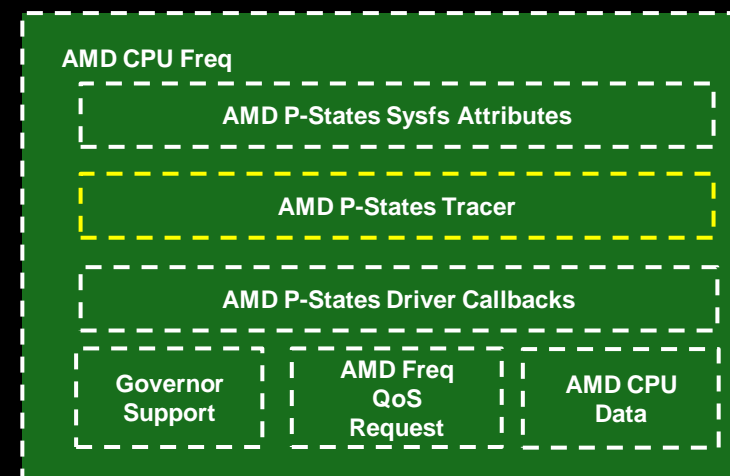 AMD CPU Freq
AMD P-States Sysfs Attributes
AMD P-States Tracer
AMD P-States Driver Callbacks
Governor
Support
AMD Freq
QoS
Request
AMD CPU
Data